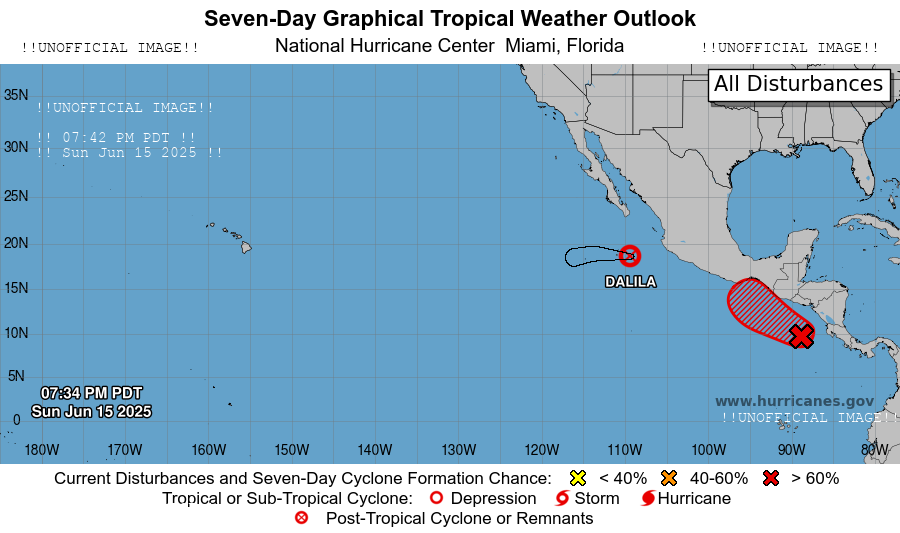 Seven-Day Graphical Tropical Weather Outlook
!!UNOFFICIAL IMAGE!! National Hurricane Center Miami, Florida !!UNOFFICIAL IMAGE!!
All Disturbances
35N
!!UNOFFICIAL IMAGE!!
!! 07:42 PM PDT !!
30N
!! Sun Jun 15 2025 !!
25N
20N
DALILA
15N
10N
5N
07:34 PM PDT
Sun Jun 15 2025
www.hurricanes.gov
0
!!UNOFFICIAL IMAGE!!
180W 170W 160W 150W 140W 130W 120W 110W 100W 90W 80W
Current Disturbances and Seven-Day Cyclone Formation Chance: < 40% 40-60% > 60%
Tropical or Sub-Tropical Cyclone: Depression Storm Hurricane
Post-Tropical Cyclone or Remnants